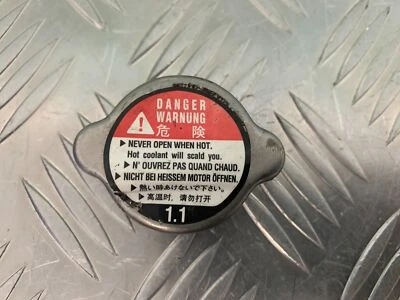 DANGER
WARNUNG
危険
▶ NEVER OPEN WHEN HOT.
Hot coolant will scald you.
▶ N' OUVREZ PAS QUAND CHAUD.
▶ NICHT BEI HEISSEM MOTOR ÖFFNEN.
▶ 熱い時あけないで下さい。
▶ 高温时,请勿打开
1.1